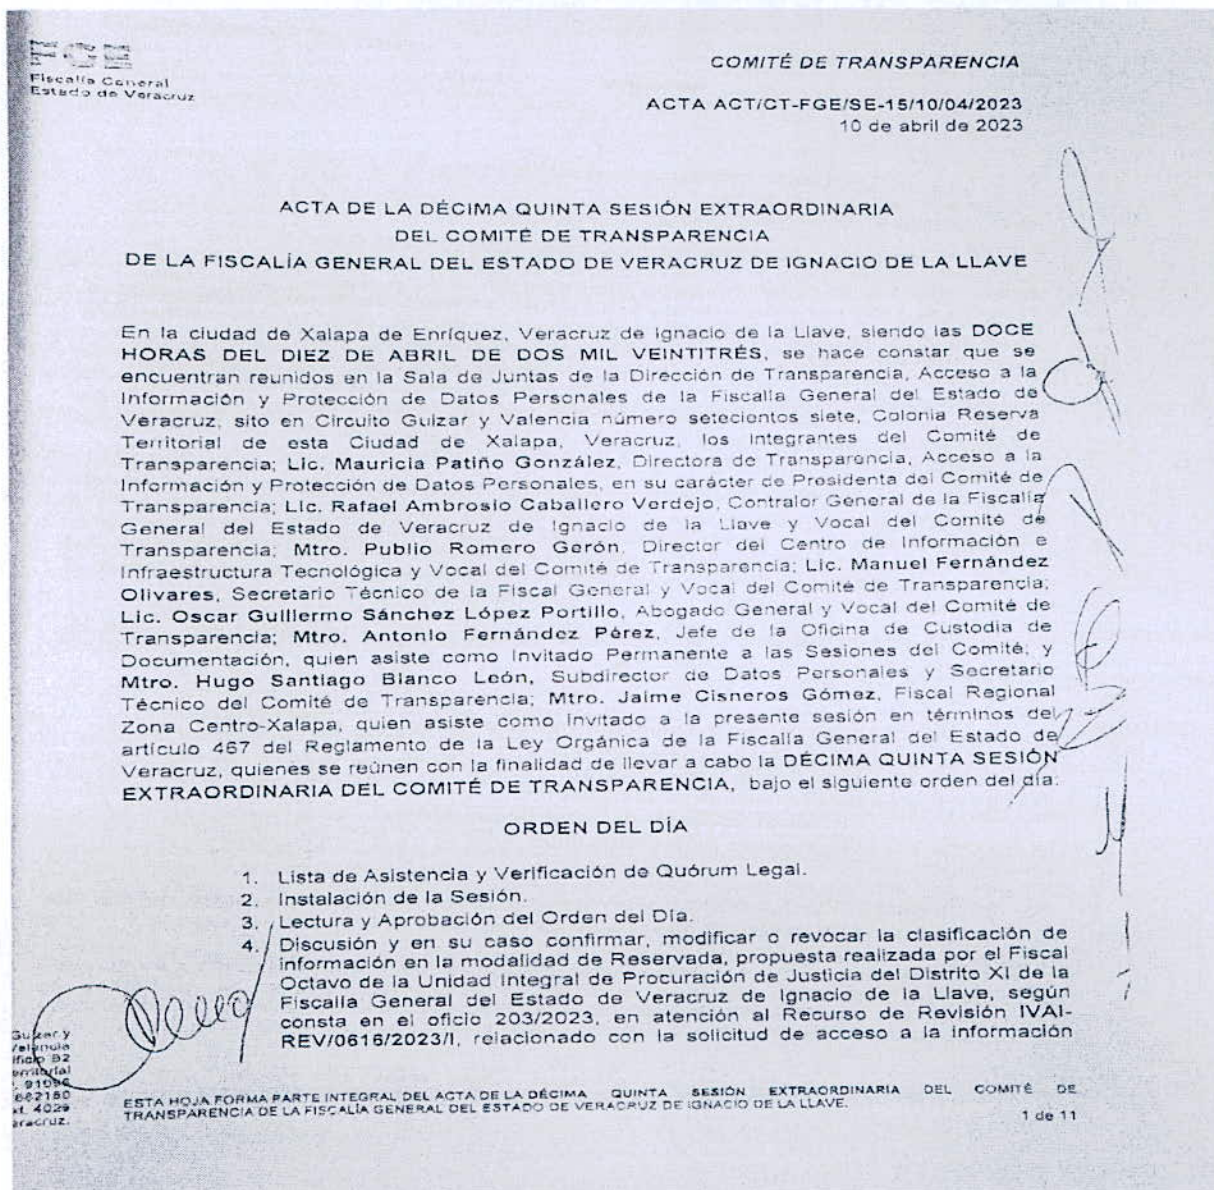 FGE
Fiscalía General
Estado de Veracruz
COMITÉ DE TRANSPARENCIA
ACTA ACT/CT-FGE/SE-15/10/04/2023
10 de abril de 2023
ACTA DE LA DÉCIMA QUINTA SESIÓN EXTRAORDINARIA
DEL COMITÉ DE TRANSPARENCIA
DE LA FISCALÍA GENERAL DEL ESTADO DE VERACRUZ DE IGNACIO DE LA LLAVE
En la ciudad de Xalapa de Enríquez, Veracruz de Ignacio de la Llave, siendo las DOCE
HORAS DEL DIEZ DE ABRIL DE DOS MIL VEINTITRÉS, se hace constar que se
encuentran reunidos en la Sala de Juntas de la Dirección de Transparencia, Acceso a la
Información y Protección de Datos Personales de la Fiscalía General del Estado de
Veracruz, sito en Circuito Guízar y Valencia número setecientos siete, Colonia Reserva
Territorial de esta Ciudad de Xalapa, Veracruz, los integrantes del Comité de
Transparencia; Lic. Mauricia Patiño González, Directora de Transparencia, Acceso a la
Información y Protección de Datos Personales, en su carácter de Presidenta del Comité de
Transparencia; Lic. Rafael Ambrosio Caballero Verdejo, Contralor General de la Fiscalía
General del Estado de Veracruz de Ignacio de la Llave y Vocal del Comité de
Transparencia; Mtro. Publio Romero Gerón, Director del Centro de Información e
Infraestructura Tecnológica y Vocal del Comité de Transparencia; Lic. Manuel Fernández
Olivares, Secretario Técnico de la Fiscal General y Vocal del Comité de Transparencia;
Lic. Oscar Guillermo Sánchez López Portillo, Abogado General y Vocal del Comité de
Transparencia; Mtro. Antonio Fernández Pérez, Jefe de la Oficina de Custodia de
Documentación, quien asiste como Invitado Permanente a las Sesiones del Comité; y
Mtro. Hugo Santiago Blanco León, Subdirector de Datos Personales y Secretario
Técnico del Comité de Transparencia; Mtro. Jaime Cisneros Gómez, Fiscal Regional
Zona Centro-Xalapa, quien asiste como invitado a la presente sesión en términos del
artículo 467 del Reglamento de la Ley Orgánica de la Fiscalía General del Estado de
Veracruz, quienes se reúnen con la finalidad de llevar a cabo la DÉCIMA QUINTA SESIÓN
EXTRAORDINARIA DEL COMITÉ DE TRANSPARENCIA, bajo el siguiente orden del día:
ORDEN DEL DÍA
1. Lista de Asistencia y Verificación de Quórum Legal.
2. Instalación de la Sesión.
3. Lectura y Aprobación del Orden del Día.
4. Discusión y en su caso confirmar, modificar o revocar la clasificación de
información en la modalidad de Reservada, propuesta realizada por el Fiscal
Octavo de la Unidad Integral de Procuración de Justicia del Distrito XI de la
Fiscalía General del Estado de Veracruz de Ignacio de la Llave, según
consta en el oficio 203/2023, en atención al Recurso de Revisión IVAI-
REV/0616/2023/I, relacionado con la solicitud de acceso a la información
Guízar y
Valencia
ificio B2
erritorial
. 91096
682180
xt. 4029
eracruz.
ESTA HOJA FORMA PARTE INTEGRAL DEL ACTA DE LA DÉCIMA QUINTA SESIÓN EXTRAORDINARIA DEL COMITÉ DE
TRANSPARENCIA DE LA FISCALÍA GENERAL DEL ESTADO DE VERACRUZ DE IGNACIO DE LA LLAVE.
1 de 11